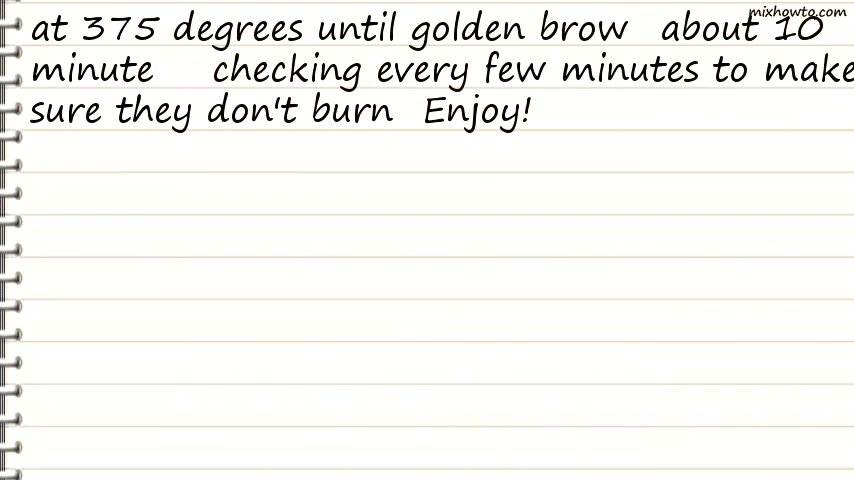 mixhowto.com
at 375 degrees until golden brow about 10
minute checking every few minutes to make
sure they don't burn Enjoy!